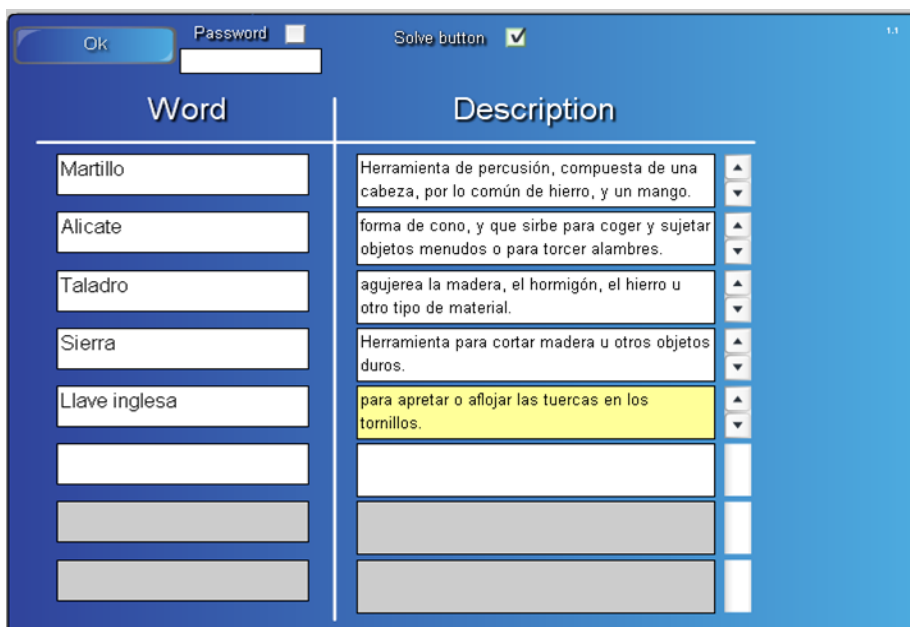 Ok
Password
Solve button
1.1
Word
Description
Martillo
Herramienta de percusión, compuesta de una
cabeza, por lo común de hierro, y un mango.
Alicate
forma de cono, y que sirbe para coger y sujetar
objetos menudos o para torcer alambres.
Taladro
agujerea la madera, el hormigón, el hierro u
otro tipo de material.
Sierra
Herramienta para cortar madera u otros objetos
duros.
Llave inglesa
para apretar o aflojar las tuercas en los
tornillos.